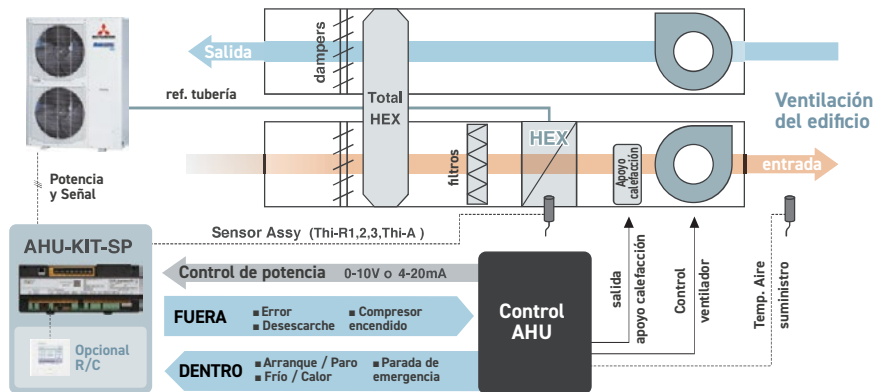 Salida
dampers
ref. tubería
Total
HEX
Ventilación
del edificio
filtros
HEX
Apoyo
calefacción
entrada
Potencia
y Señal
Sensor Assy (Thi-R1,2,3,Thi-A )
AHU-KIT-SP
Control de potencia 0-10V o 4-20mA
FUERA
■ Error
■ Desescarche
■ Compresor
encendido
DENTRO
■ Arranque / Paro
■ Frío / Calor
■ Parada de
emergencia
Opcional
R/C
Control
AHU
salida
apoyo calefacción
Control
ventilador
Temp. Aire
suministro